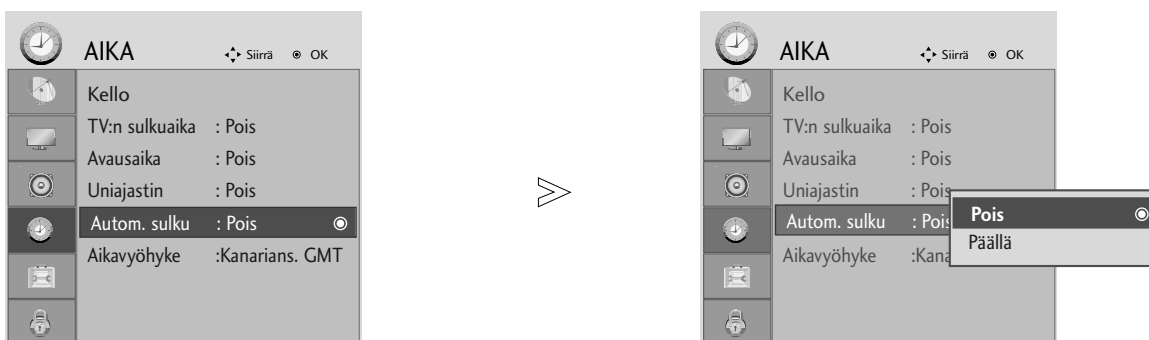 AIKA Siirrä OK
Kello
TV:n sulkuaika : Pois
Avausaika : Pois
Uniajastin : Pois
Autom. sulku : Pois
Aikavyöhyke :Kanarians. GMT
AIKA Siirrä OK
Kello
TV:n sulkuaika : Pois
Avausaika : Pois
Uniajastin : Pois
Autom. sulku : Pois
Aikavyöhyke :Kana
Pois
Päällä